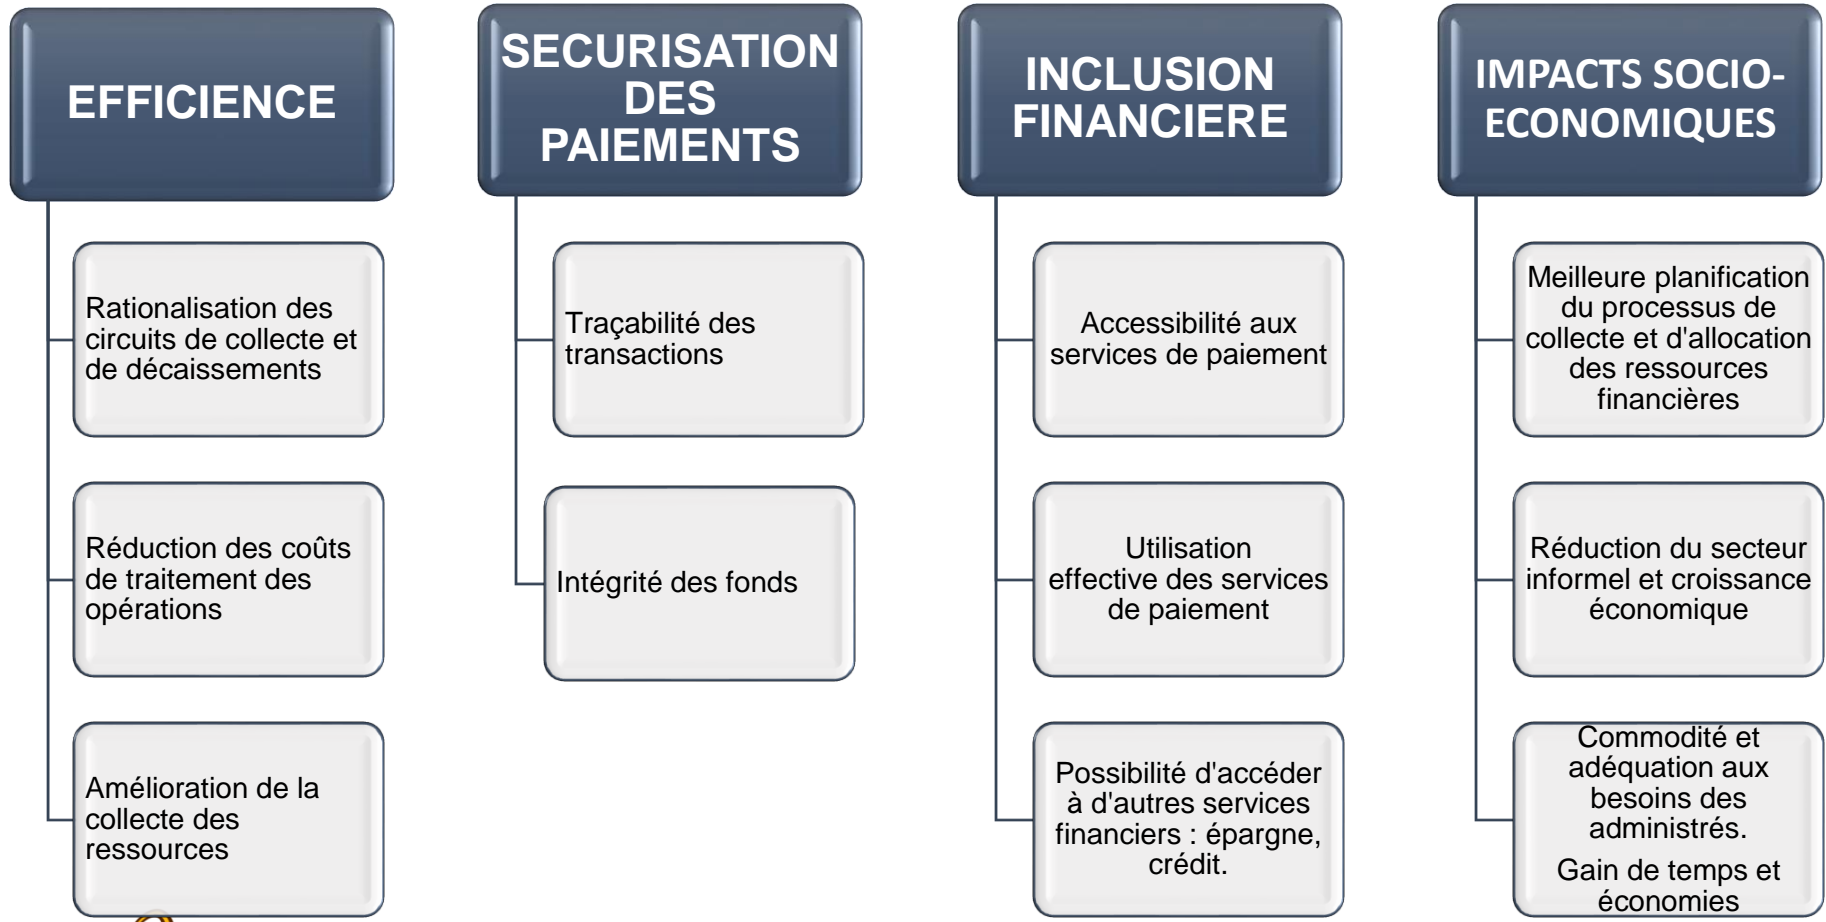 EFFICIENCE
Rationalisation des
circuits de collecte et
de décaissements
Réduction des coûts
de traitement des
opérations
Amélioration de la
collecte des
ressources
SECURISATION
DES
PAIEMENTS
Traçabilité des
transactions
Intégrité des fonds
INCLUSION
FINANCIERE
Accessibilité aux
services de paiement
Utilisation
effective des services
de paiement
Possibilité d'accéder
à d'autres services
financiers : épargne,
crédit.
IMPACTS SOCIO-
ECONOMIQUES
Meilleure planification
du processus de
collecte et d'allocation
des ressources
financières
Réduction du secteur
informel et croissance
économique
Commodité et
adéquation aux
besoins des
administrés.
Gain de temps et
économies